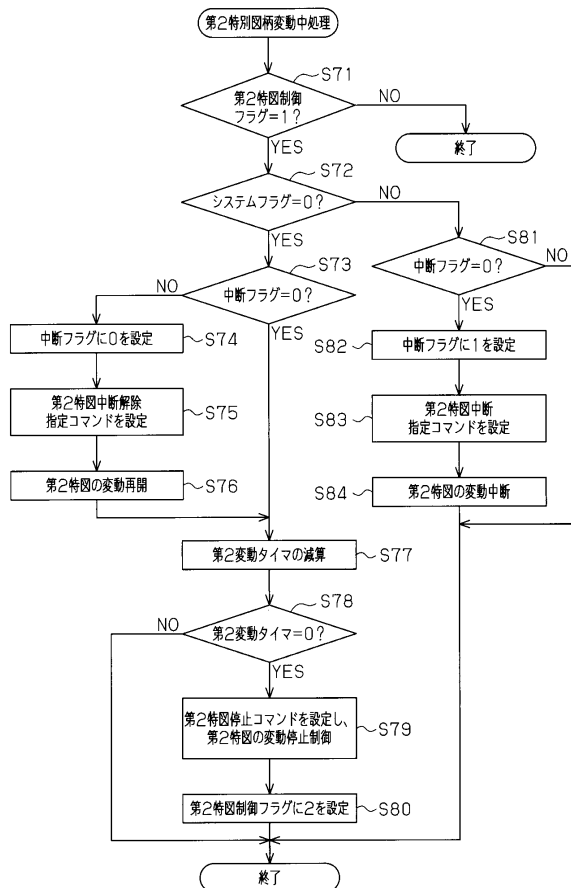 第2特別図柄変動中処理
S71
第2特図制御
フラグ=1?
NO
YES
終了
S72
システムフラグ=0?
NO
YES
S73
中断フラグ=0?
NO
YES
S81
中断フラグ=0?
NO
YES
中断フラグに0を設定
S74
第2特図中断解除
指定コマンドを設定
S75
第2特図の変動再開
S76
S82
中断フラグに1を設定
S83
第2特図中断
指定コマンドを設定
S84
第2特図の変動中断
第2変動タイマの減算
S77
S78
第2変動タイマ=0?
NO
YES
第2特図停止コマンドを設定し、
第2特図の変動停止制御
S79
第2特図制御フラグに2を設定
S80
終了